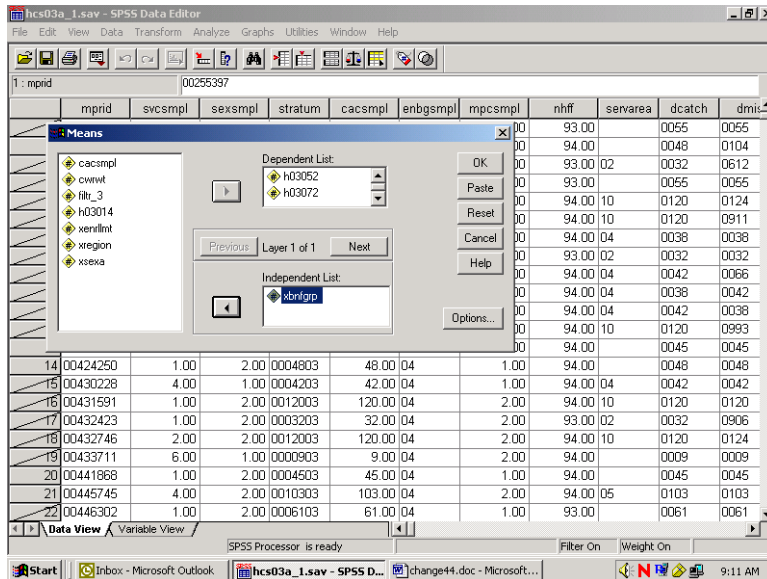 hcs03a_1.sav - SPSS Data Editor
File Edit View Data Transform Analyze Graphs Utilities Window Help
1 : mprid 00255397
mprid svcsmpl sexsmpl stratum cacsmpl enbgsmpl mpcsmpl nhff servarea dcatch dmis
00 93.00 0055 0055
00 94.00 0048 0104
00 93.00 02 0032 0612
00 93.00 0055 0055
00 94.00 10 0120 0124
00 94.00 10 0120 0911
00 94.00 04 0038 0038
00 93.00 02 0032 0032
00 94.00 04 0042 0066
00 94.00 04 0038 0042
00 94.00 04 0042 0038
00 94.00 10 0120 0993
00 94.00 0045 0045
Means
cacsmpl
cwrwt
filtr_3
h03014
xenrllmt
xregion
xsexa
Dependent List:
h03052
h03072
Previous Layer 1 of 1 Next
Independent List:
xbnfgrp
OK
Paste
Reset
Cancel
Help
Options...
14 00424250 1.00 2.00 0004803 48.00 04 1.00 94.00 0048 0048
15 00430228 4.00 1.00 0004203 42.00 04 1.00 94.00 04 0042 0042
16 00431591 1.00 2.00 0012003 120.00 04 2.00 94.00 10 0120 0120
17 00432423 1.00 2.00 0003203 32.00 04 2.00 93.00 02 0032 0906
18 00432746 2.00 2.00 0012003 120.00 04 2.00 94.00 10 0120 0124
19 00433711 6.00 1.00 0000903 9.00 04 2.00 94.00 0009 0009
20 00441868 1.00 2.00 0004503 45.00 04 1.00 94.00 0045 0045
21 00445745 4.00 2.00 0010303 103.00 04 2.00 94.00 05 0103 0103
22 00446302 1.00 2.00 0006103 61.00 04 1.00 93.00 0061 0061
Data View Variable View
SPSS Processor is ready Filter On Weight On
Start Inbox - Microsoft Outlook hcs03a_1.sav - SPSS D... change44.doc - Microsoft... 9:11 AM